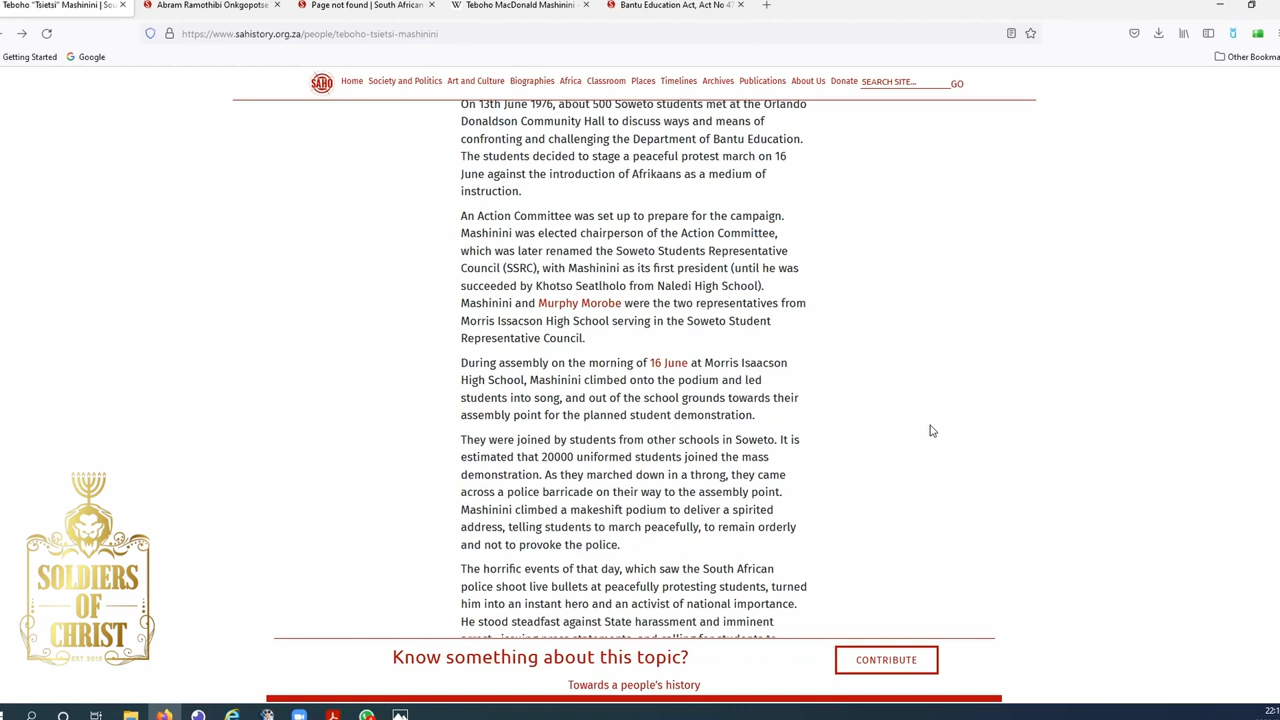 Teboho "Tsietsi" Mashinini | Sou
Abram Ramothibi Onkgopotse
Page not found | South African
Teboho MacDonald Mashinini -
Bantu Education Act, Act No 47
https://www.sahistory.org.za/people/teboho-tsietsi-mashinini
Getting Started
Google
Other Bookma
SAHO
Home Society and Politics Art and Culture Biographies Africa Classroom Places Timelines Archives Publications About Us Donate SEARCH SITE... GO
On 13th June 1976, about 500 Soweto students met at the Orlando
Donaldson Community Hall to discuss ways and means of
confronting and challenging the Department of Bantu Education.
The students decided to stage a peaceful protest march on 16
June against the introduction of Afrikaans as a medium of
instruction.
An Action Committee was set up to prepare for the campaign.
Mashinini was elected chairperson of the Action Committee,
which was later renamed the Soweto Students Representative
Council (SSRC), with Mashinini as its first president (until he was
succeeded by Khotso Seatlholo from Naledi High School).
Mashinini and Murphy Morobe were the two representatives from
Morris Issacson High School serving in the Soweto Student
Representative Council.
During assembly on the morning of 16 June at Morris Isaacson
High School, Mashinini climbed onto the podium and led
students into song, and out of the school grounds towards their
assembly point for the planned student demonstration.
They were joined by students from other schools in Soweto. It is
estimated that 20000 uniformed students joined the mass
demonstration. As they marched down in a throng, they came
across a police barricade on their way to the assembly point.
Mashinini climbed a makeshift podium to deliver a spirited
address, telling students to march peacefully, to remain orderly
and not to provoke the police.
The horrific events of that day, which saw the South African
police shoot live bullets at peacefully protesting students, turned
him into an instant hero and an activist of national importance.
He stood steadfast against State harassment and imminent
SOLDIERS
OF
CHRIST
EST 2015
Know something about this topic?
CONTRIBUTE
Towards a people's history
22:1